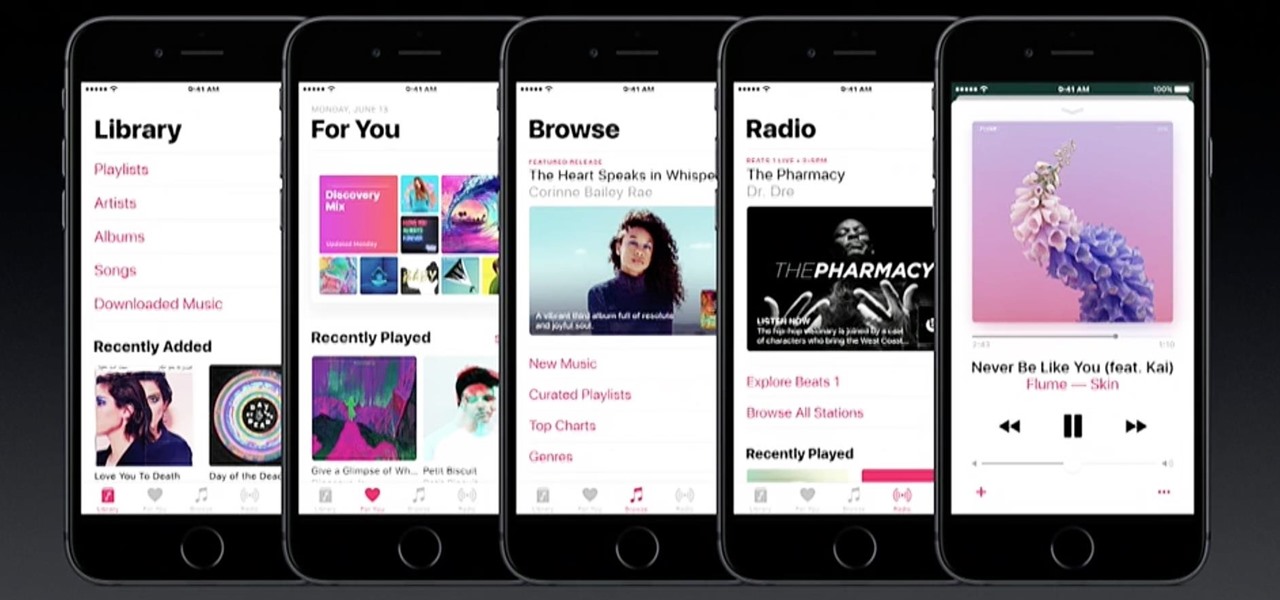 9:41 AM
Library
Playlists
Artists
Albums
Songs
Downloaded Music
Recently Added
Love You To Death
Day of the Dead
Library
For You
Browse
Radio
9:41 AM
MONDAY, JUNE 13
For You
Discovery
Mix
Updated Monday
Recently Played
Give a Glimpse of Wh...
Petit Biscuit
Library
For You
Browse
Radio
9:41 AM
Browse
FEATURED RELEASE
The Heart Speaks in Whispe
Corinne Bailey Rae
A vibrant third album full of resolute
and joyful soul.
New Music
Curated Playlists
Top Charts
Genres
Library
For You
Browse
Radio
9:41 AM
Radio
BEATS 1 LIVE • 3-5PM
The Pharmacy
Dr. Dre
THE PHARMACY
LISTEN NOW
The hip-hop visionary is joined by a cast
of characters who bring the West Coast...
Explore Beats 1
Browse All Stations
Recently Played
Library
For You
Browse
Radio
9:41 AM
100%
FLUME
2:43
1:10
Never Be Like You (feat. Kai)
Flume — Skin